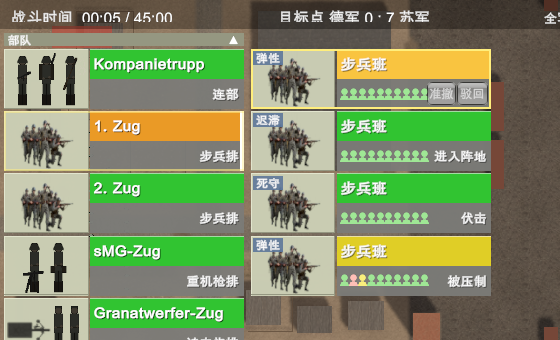 战斗时间 00:05 / 45:00
目标点 德军 0 : 7 苏军
部队 ▲
Kompanietrupp
连部
1. Zug
步兵排
2. Zug
步兵排
sMG-Zug
重机枪排
Granatwerfer-Zug
弹性
步兵班
准撤 驳回
迟滞
步兵班
进入阵地
死守
步兵班
伏击
弹性
步兵班
被压制